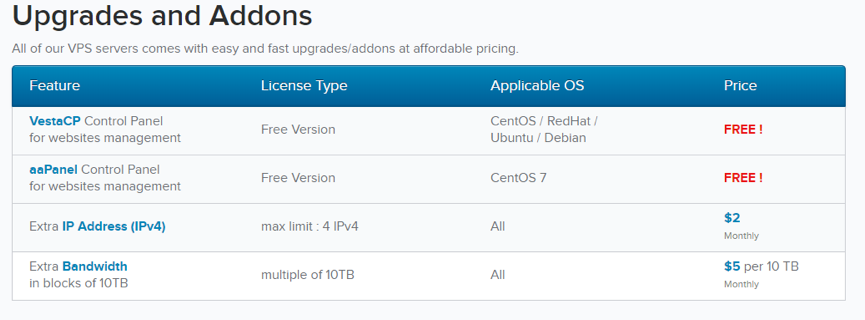 Upgrades and Addons
All of our VPS servers comes with easy and fast upgrades/addons at affordable pricing.
Feature License Type Applicable OS Price
VestaCP Control Panel
for websites management
Free Version
CentOS / RedHat /
Ubuntu / Debian
FREE !
aaPanel Control Panel
for websites management
Free Version
CentOS 7
FREE !
Extra IP Address (IPv4)
max limit : 4 IPv4
All
$2
Monthly
Extra Bandwidth
in blocks of 10TB
multiple of 10TB
All
$5 per 10 TB
Monthly